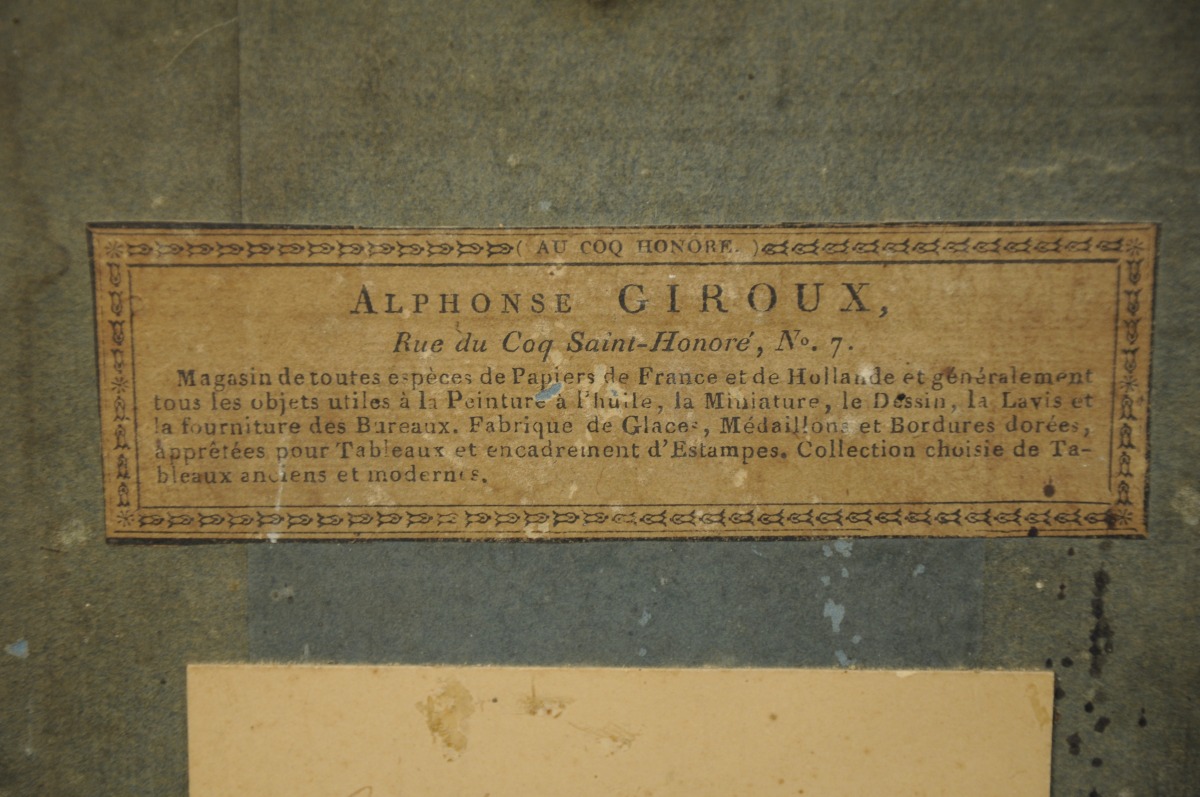 ( AU COQ HONORE. )
ALPHONSE GIROUX,
Rue du Coq Saint-Honoré, No. 7.
Magasin de toutes espèces de Papiers de France et de Hollande et généralement
tous les objets utiles à la Peinture à l'huile, la Miniature, le Dessin, la Lavis et
la fourniture des Bureaux. Fabrique de Glaces, Médaillons et Bordures dorées,
apprêtées pour Tableaux et encadrement d'Estampes. Collection choisie de Ta-
bleaux anciens et modernes.